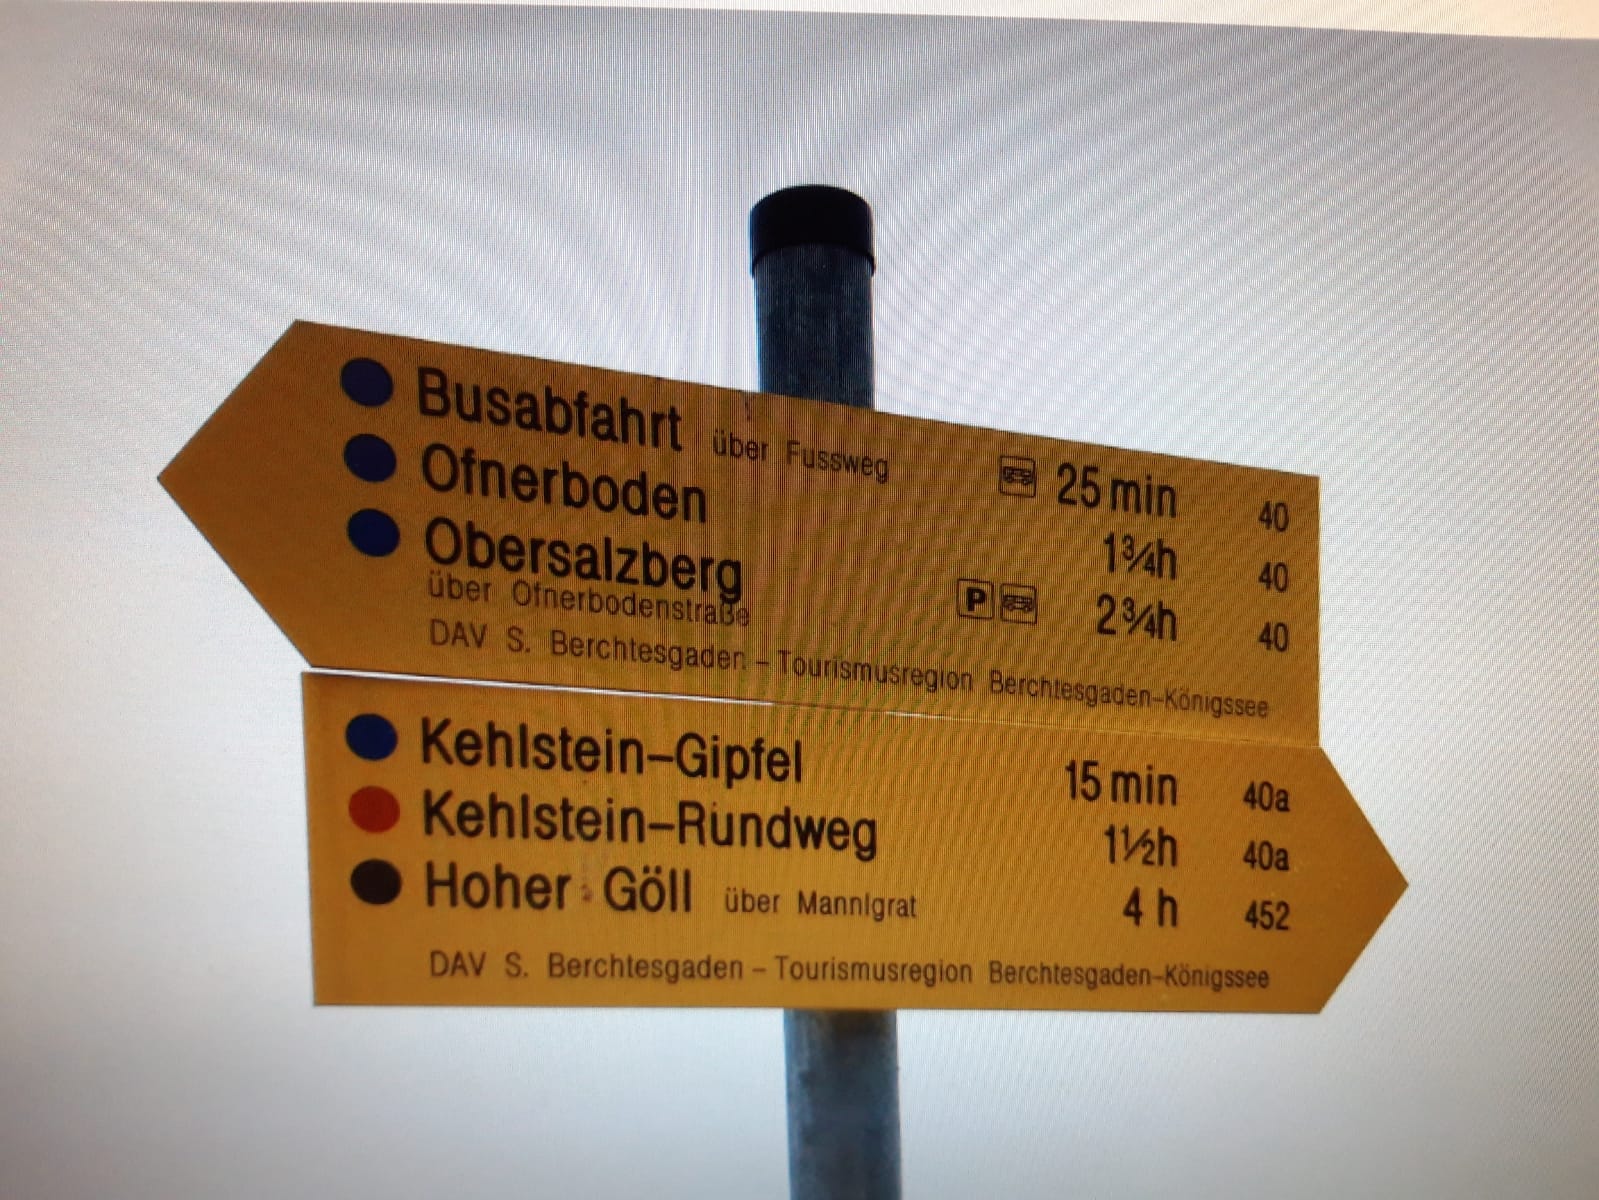 Busabfahrt über Fussweg 25 min 40
Ofnerboden 1¾h 40
Obersalzberg P 2¾h 40
über Ofnerbodenstraße
DAV S. Berchtesgaden – Tourismusregion Berchtesgaden–Königssee
Kehlstein–Gipfel 15 min 40a
Kehlstein–Rundweg 1½h 40a
Hoher Göll über Mannlgrat 4 h 452
DAV S. Berchtesgaden – Tourismusregion Berchtesgaden–Königssee